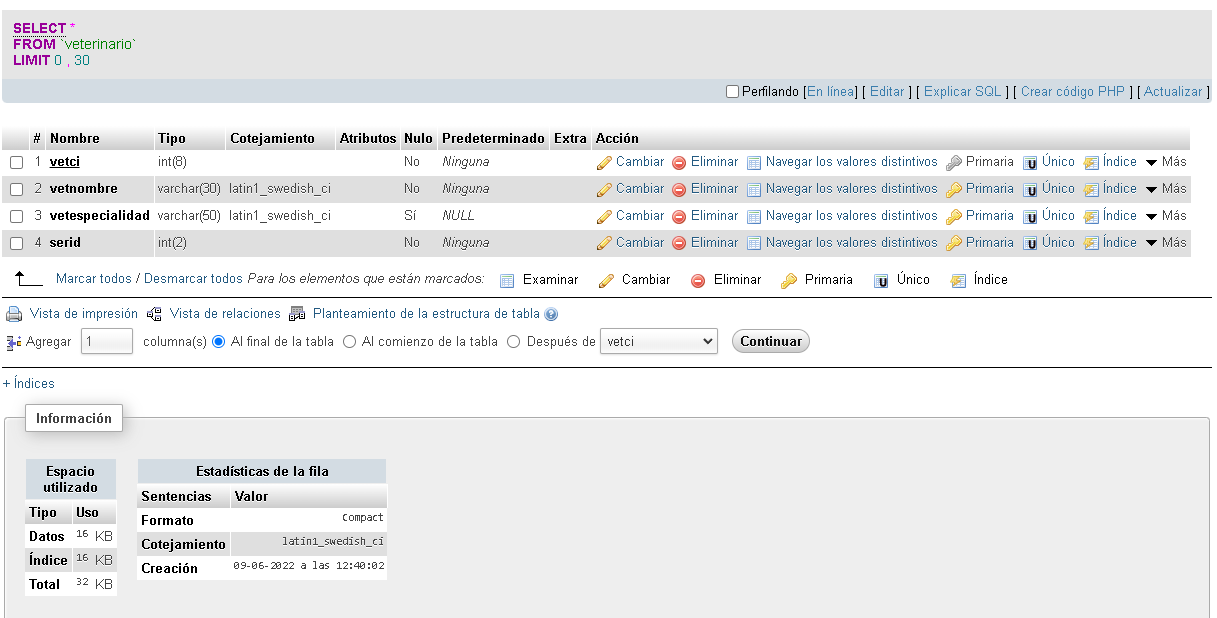 SELECT *
FROM `veterinario`
LIMIT 0 , 30
Perfilando [En línea] [ Editar ] [ Explicar SQL ] [ Crear código PHP ] [ Actualizar ]
# Nombre Tipo Cotejamiento Atributos Nulo Predeterminado Extra Acción
1 vetci int(8) No Ninguna Cambiar Eliminar Navegar los valores distintivos Primaria Único Índice Más
2 vetnombre varchar(30) latin1_swedish_ci No Ninguna Cambiar Eliminar Navegar los valores distintivos Primaria Único Índice Más
3 vetespecialidad varchar(50) latin1_swedish_ci Sí NULL Cambiar Eliminar Navegar los valores distintivos Primaria Único Índice Más
4 serid int(2) No Ninguna Cambiar Eliminar Navegar los valores distintivos Primaria Único Índice Más
Marcar todos / Desmarcar todos Para los elementos que están marcados: Examinar Cambiar Eliminar Primaria Único Índice
Vista de impresión Vista de relaciones Planteamiento de la estructura de tabla
Agregar 1 columna(s) Al final de la tabla Al comienzo de la tabla Después de vetci Continuar
+ Índices
Información
Espacio utilizado
Tipo Uso
Datos 16 KB
Índice 16 KB
Total 32 KB
Estadísticas de la fila
Sentencias Valor
Formato Compact
Cotejamiento latin1_swedish_ci
Creación 09-06-2022 a las 12:40:02